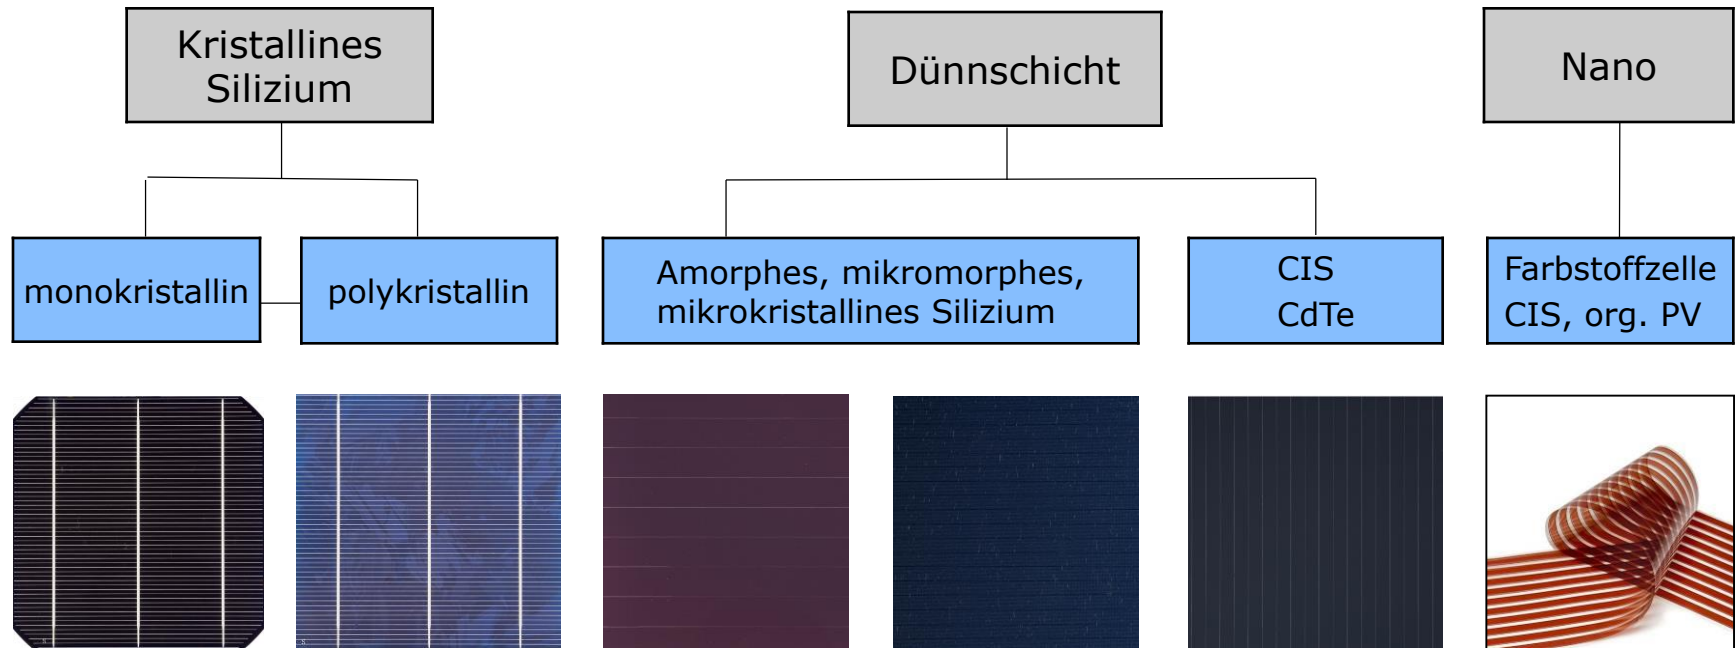 Kristallines
Silizium
Dünnschicht
Nano
monokristallin
polykristallin
Amorphes, mikromorphes,
mikrokristallines Silizium
CIS
CdTe
Farbstoffzelle
CIS, org. PV